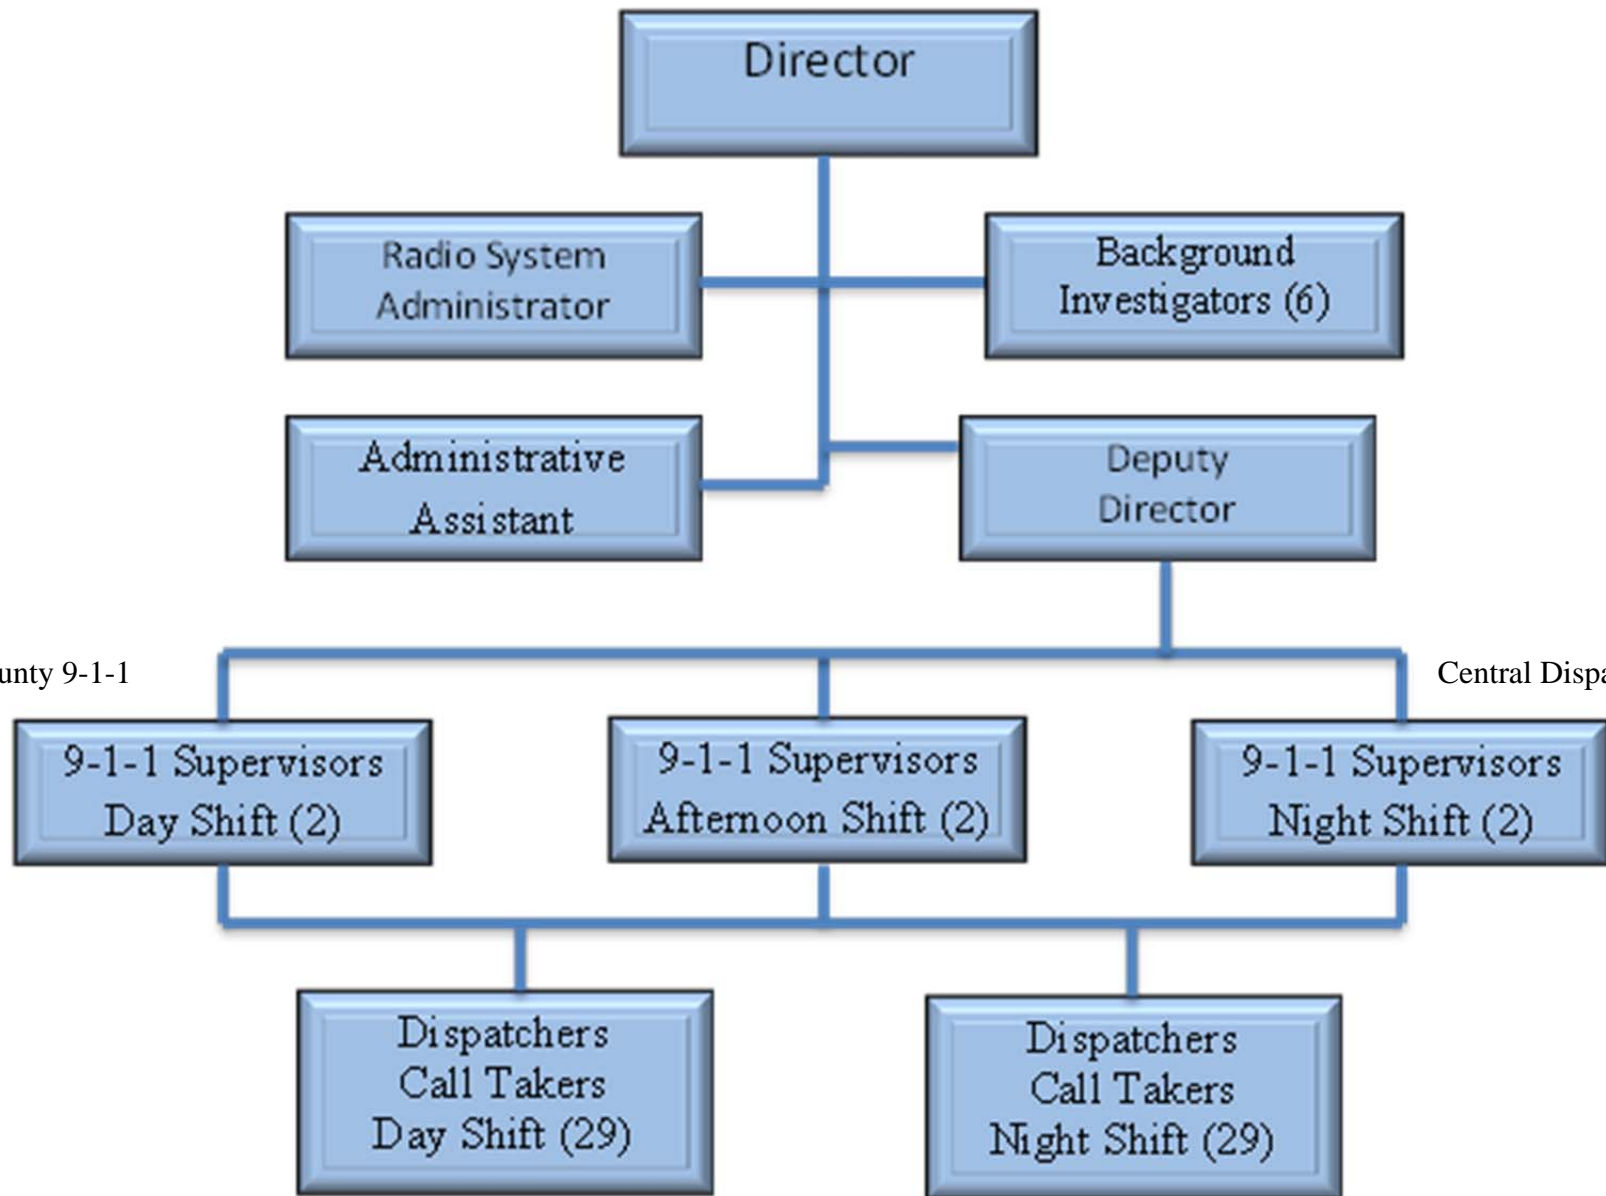 Director
Radio System
Administrator
Background
Investigators (6)
Administrative
Assistant
Deputy
Director
9-1-1
Central
9-1-1 Supervisors
Day Shift (2)
9-1-1 Supervisors
Afternoon Shift (2)
9-1-1 Supervisors
Night Shift (2)
Dispatchers
Call Takers
Day Shift (29)
Dispatchers
Call Takers
Night Shift (29)